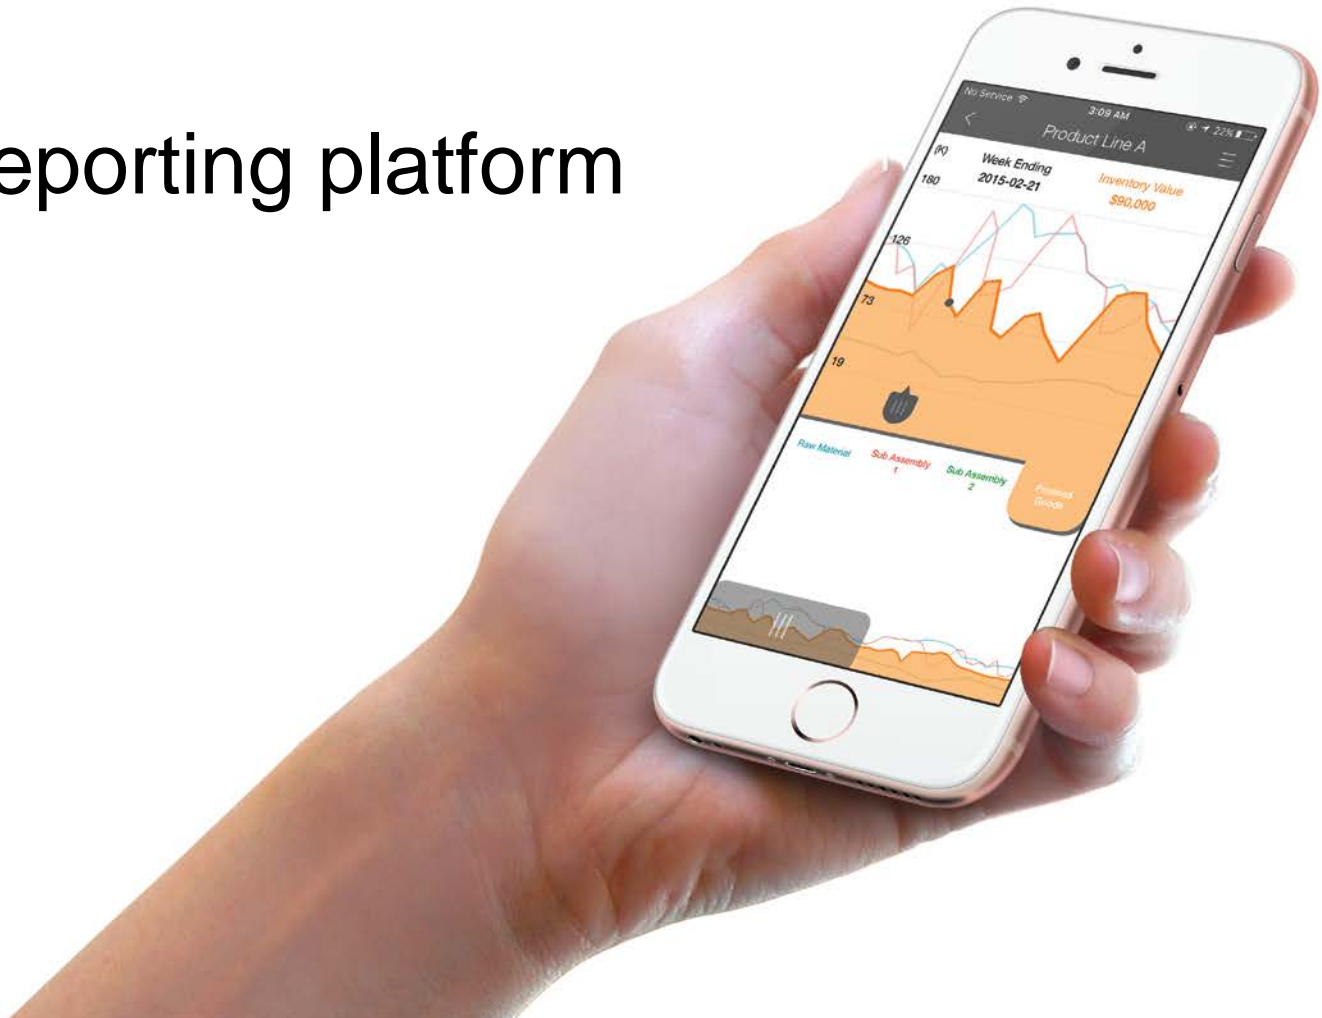 eporting platform
No Service
3:09 AM
22%
Product Line A
(K)
Week Ending
2015-02-21
Inventory Value
$90,000
180
126
73
19
Raw Material
Sub Assembly
1
Sub Assembly
2
Finished
Goods